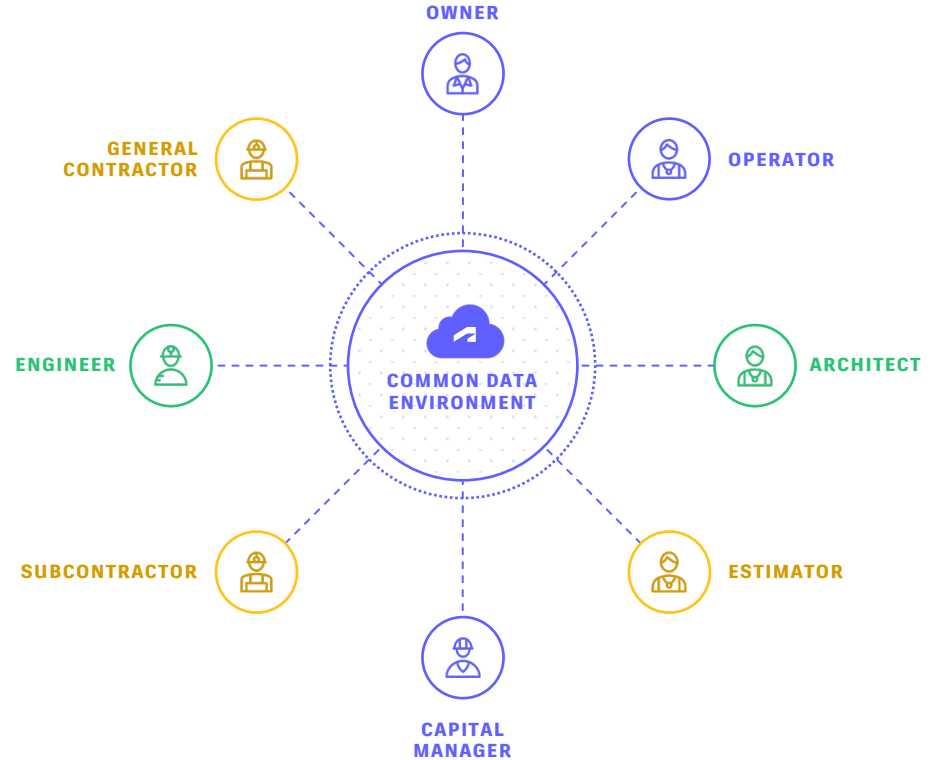 OWNER
GENERAL
CONTRACTOR
OPERATOR
ENGINEER
COMMON DATA
ENVIRONMENT
ARCHITECT
SUBCONTRACTOR
ESTIMATOR
CAPITAL
MANAGER